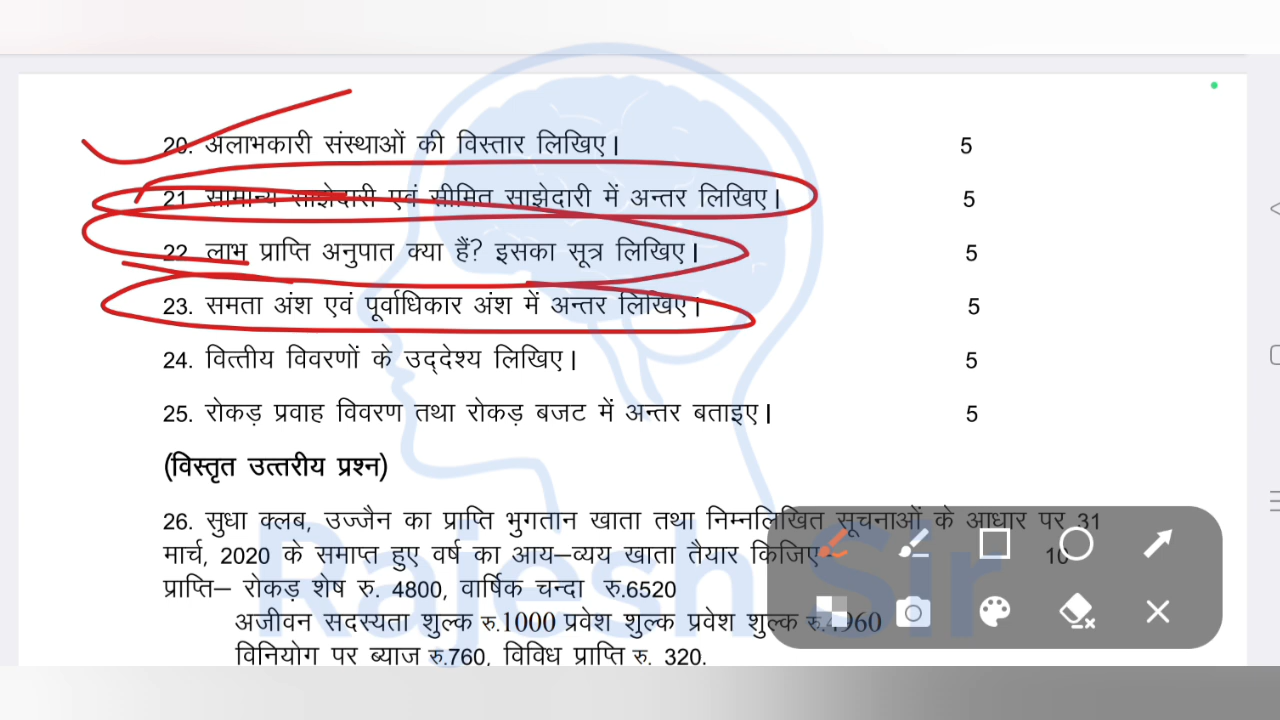 20. अलाभकारी संस्थाओं की विस्तार लिखिए। 5
21. सामान्य साझेदारी एवं सीमित साझेदारी में अन्तर लिखिए। 5
22. लाभ प्राप्ति अनुपात क्या हैं? इसका सूत्र लिखिए। 5
23. समता अंश एवं पूर्वाधिकार अंश में अन्तर लिखिए। 5
24. वित्तीय विवरणों के उद्देश्य लिखिए। 5
25. रोकड़ प्रवाह विवरण तथा रोकड़ बजट में अन्तर बताइए। 5
(विस्तृत उत्तरीय प्रश्न)
26. सुधा क्लब, उज्जैन का प्राप्ति भुगतान खाता तथा निम्नलिखित सूचनाओं के आधार पर 31
मार्च, 2020 के समाप्त हुए वर्ष का आय–व्यय खाता तैयार किजिए 10
प्राप्ति– रोकड़ शेष रु. 4800, वार्षिक चन्दा रु.6520
अजीवन सदस्यता शुल्क रु.1000 प्रवेश शुल्क प्रवेश शुल्क रु.4960
विनियोग पर ब्याज रु.760, विविध प्राप्ति रु. 320.
Rajesh Sir